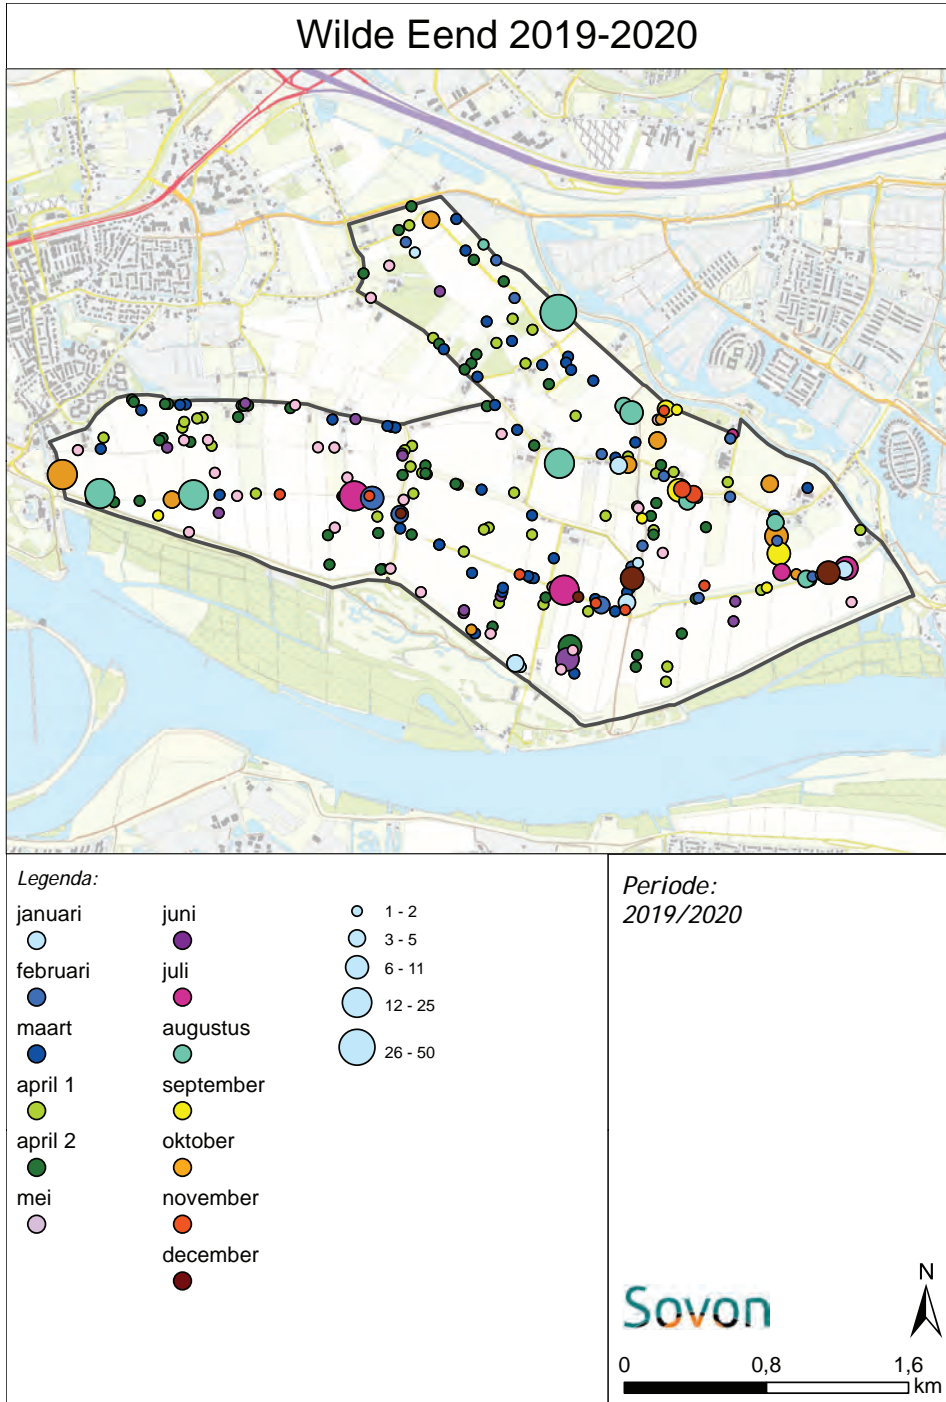 Wilde Eend 2019-2020
Legenda:
januari
februari
maart
april 1
april 2
mei
juni
juli
augustus
september
oktober
november
december
1 - 2
3 - 5
6 - 11
12 - 25
26 - 50
Periode:
2019/2020
Sovon
N
0 0,8 1,6
km